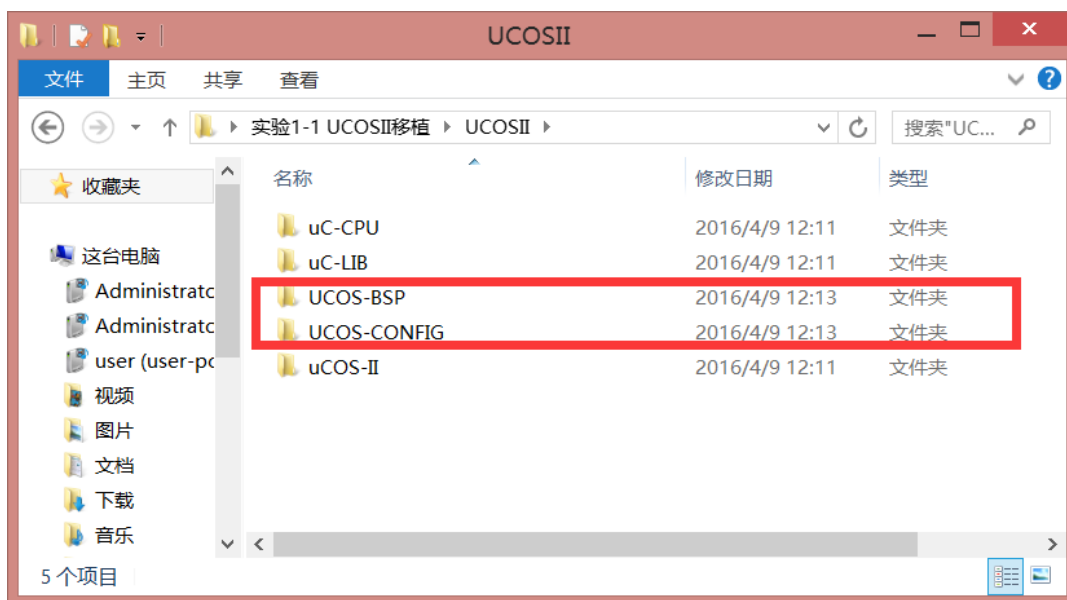 UCOSII
文件 主页 共享 查看
实验1-1 UCOSII移植 UCOSII 搜索"UC...
收藏夹
这台电脑
Administratc
Administratc
user (user-pc
视频
图片
文档
下载
音乐
名称 修改日期 类型
uC-CPU 2016/4/9 12:11 文件夹
uC-LIB 2016/4/9 12:11 文件夹
UCOS-BSP 2016/4/9 12:13 文件夹
UCOS-CONFIG 2016/4/9 12:13 文件夹
uCOS-II 2016/4/9 12:11 文件夹
5 个项目